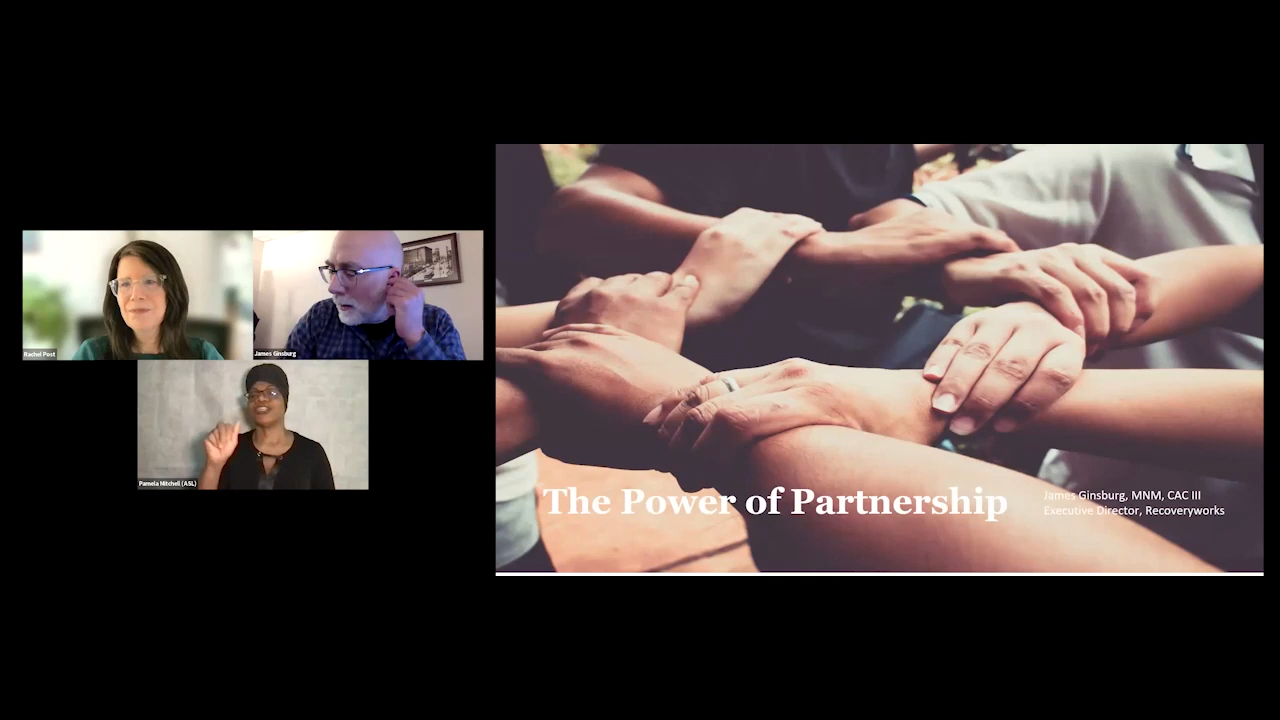 Rachel Post
James Ginsburg
Pamela Mitchell (ASL)
The Power of Partnership
James Ginsburg, MNM, CAC III
Executive Director, Recoveryworks